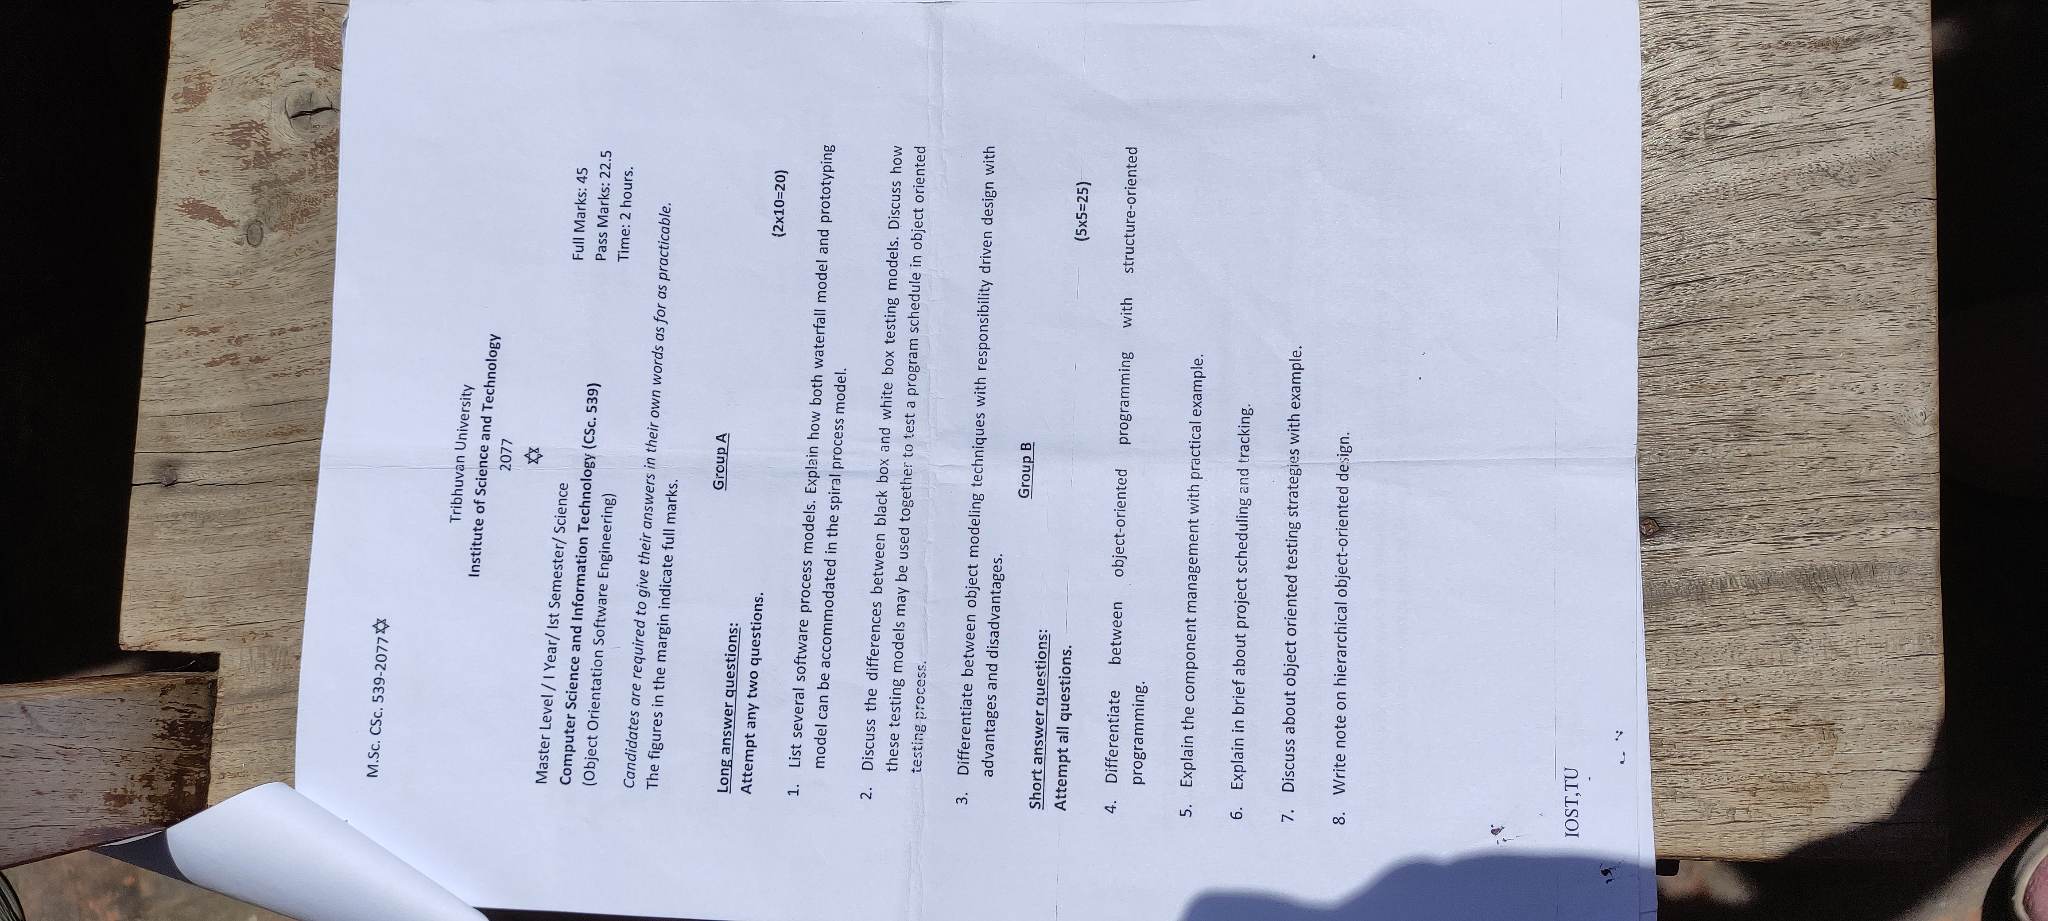 M.Sc. CSc. 539-2077✡
Tribhuvan University
Institute of Science and Technology
2077
✡
Master Level / I Year/ Ist Semester/ Science
Computer Science and Information Technology (CSc. 539)
(Object Orientation Software Engineering)
Full Marks: 45
Pass Marks: 22.5
Time: 2 hours.
Candidates are required to give their answers in their own words as for as practicable.
The figures in the margin indicate full marks.
Group A
Long answer questions:
Attempt any two questions.
(2x10=20)
1. List several software process models. Explain how both waterfall model and prototyping
model can be accommodated in the spiral process model.
2. Discuss the differences between black box and white box testing models. Discuss how
these testing models may be used together to test a program schedule in object oriented
testing process.
3. Differentiate between object modeling techniques with responsibility driven design with
advantages and disadvantages.
Group B
Short answer questions:
Attempt all questions.
(5x5=25)
4. Differentiate between object-oriented programming with structure-oriented
programming.
5. Explain the component management with practical example.
6. Explain in brief about project scheduling and tracking.
7. Discuss about object oriented testing strategies with example.
8. Write note on hierarchical object-oriented design.
IOST,TU